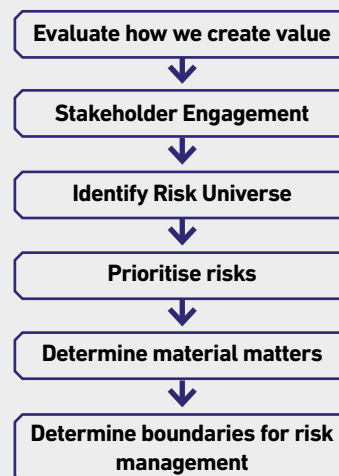 Evaluate how we create value
Stakeholder Engagement
Identify Risk Universe
Prioritise risks
Determine material matters
Determine boundaries for risk
management